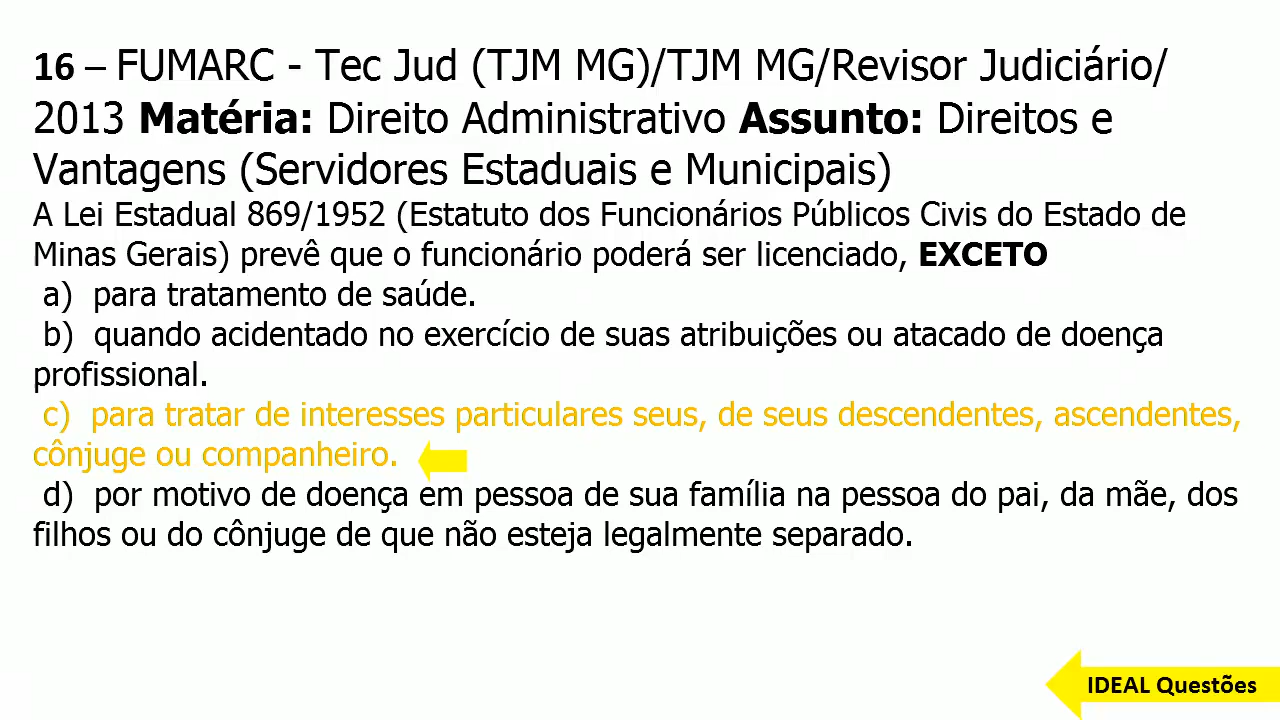 16 – FUMARC - Tec Jud (TJM MG)/TJM MG/Revisor Judiciário/
2013 Matéria: Direito Administrativo Assunto: Direitos e
Vantagens (Servidores Estaduais e Municipais)
A Lei Estadual 869/1952 (Estatuto dos Funcionários Públicos Civis do Estado de
Minas Gerais) prevê que o funcionário poderá ser licenciado, EXCETO
a) para tratamento de saúde.
b) quando acidentado no exercício de suas atribuições ou atacado de doença
profissional.
c) para tratar de interesses particulares seus, de seus descendentes, ascendentes,
cônjuge ou companheiro.
d) por motivo de doença em pessoa de sua família na pessoa do pai, da mãe, dos
filhos ou do cônjuge de que não esteja legalmente separado.
IDEAL Questões